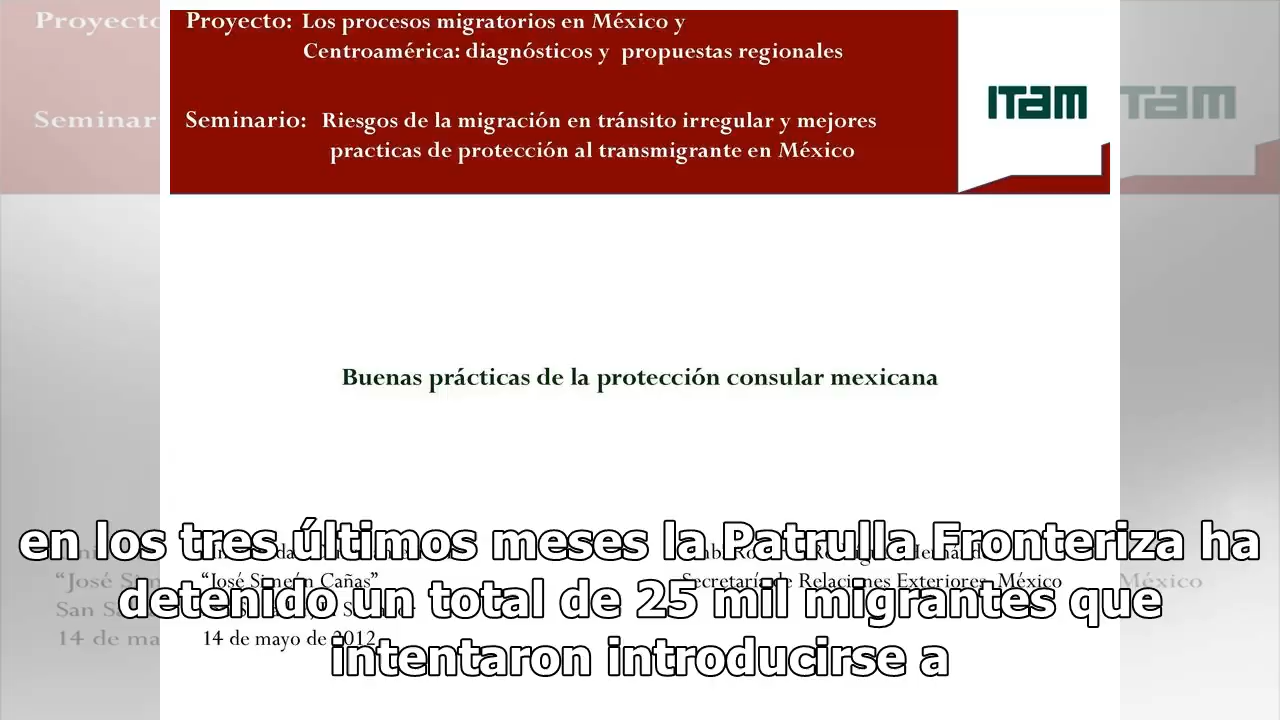 Proyecto: Los procesos migratorios en México y
Centroamérica: diagnósticos y propuestas regionales
ITAM
Seminario: Riesgos de la migración en tránsito irregular y mejores
practicas de protección al transmigrante en México
Buenas prácticas de la protección consular mexicana
en los tres últimos meses la Patrulla Fronteriza ha
“José Simeón Cañas”
Secretaría de Relaciones Exteriores, México
detenido un total de 25 mil migrantes que
14 de mayo de 2012
intentaron introducirse a